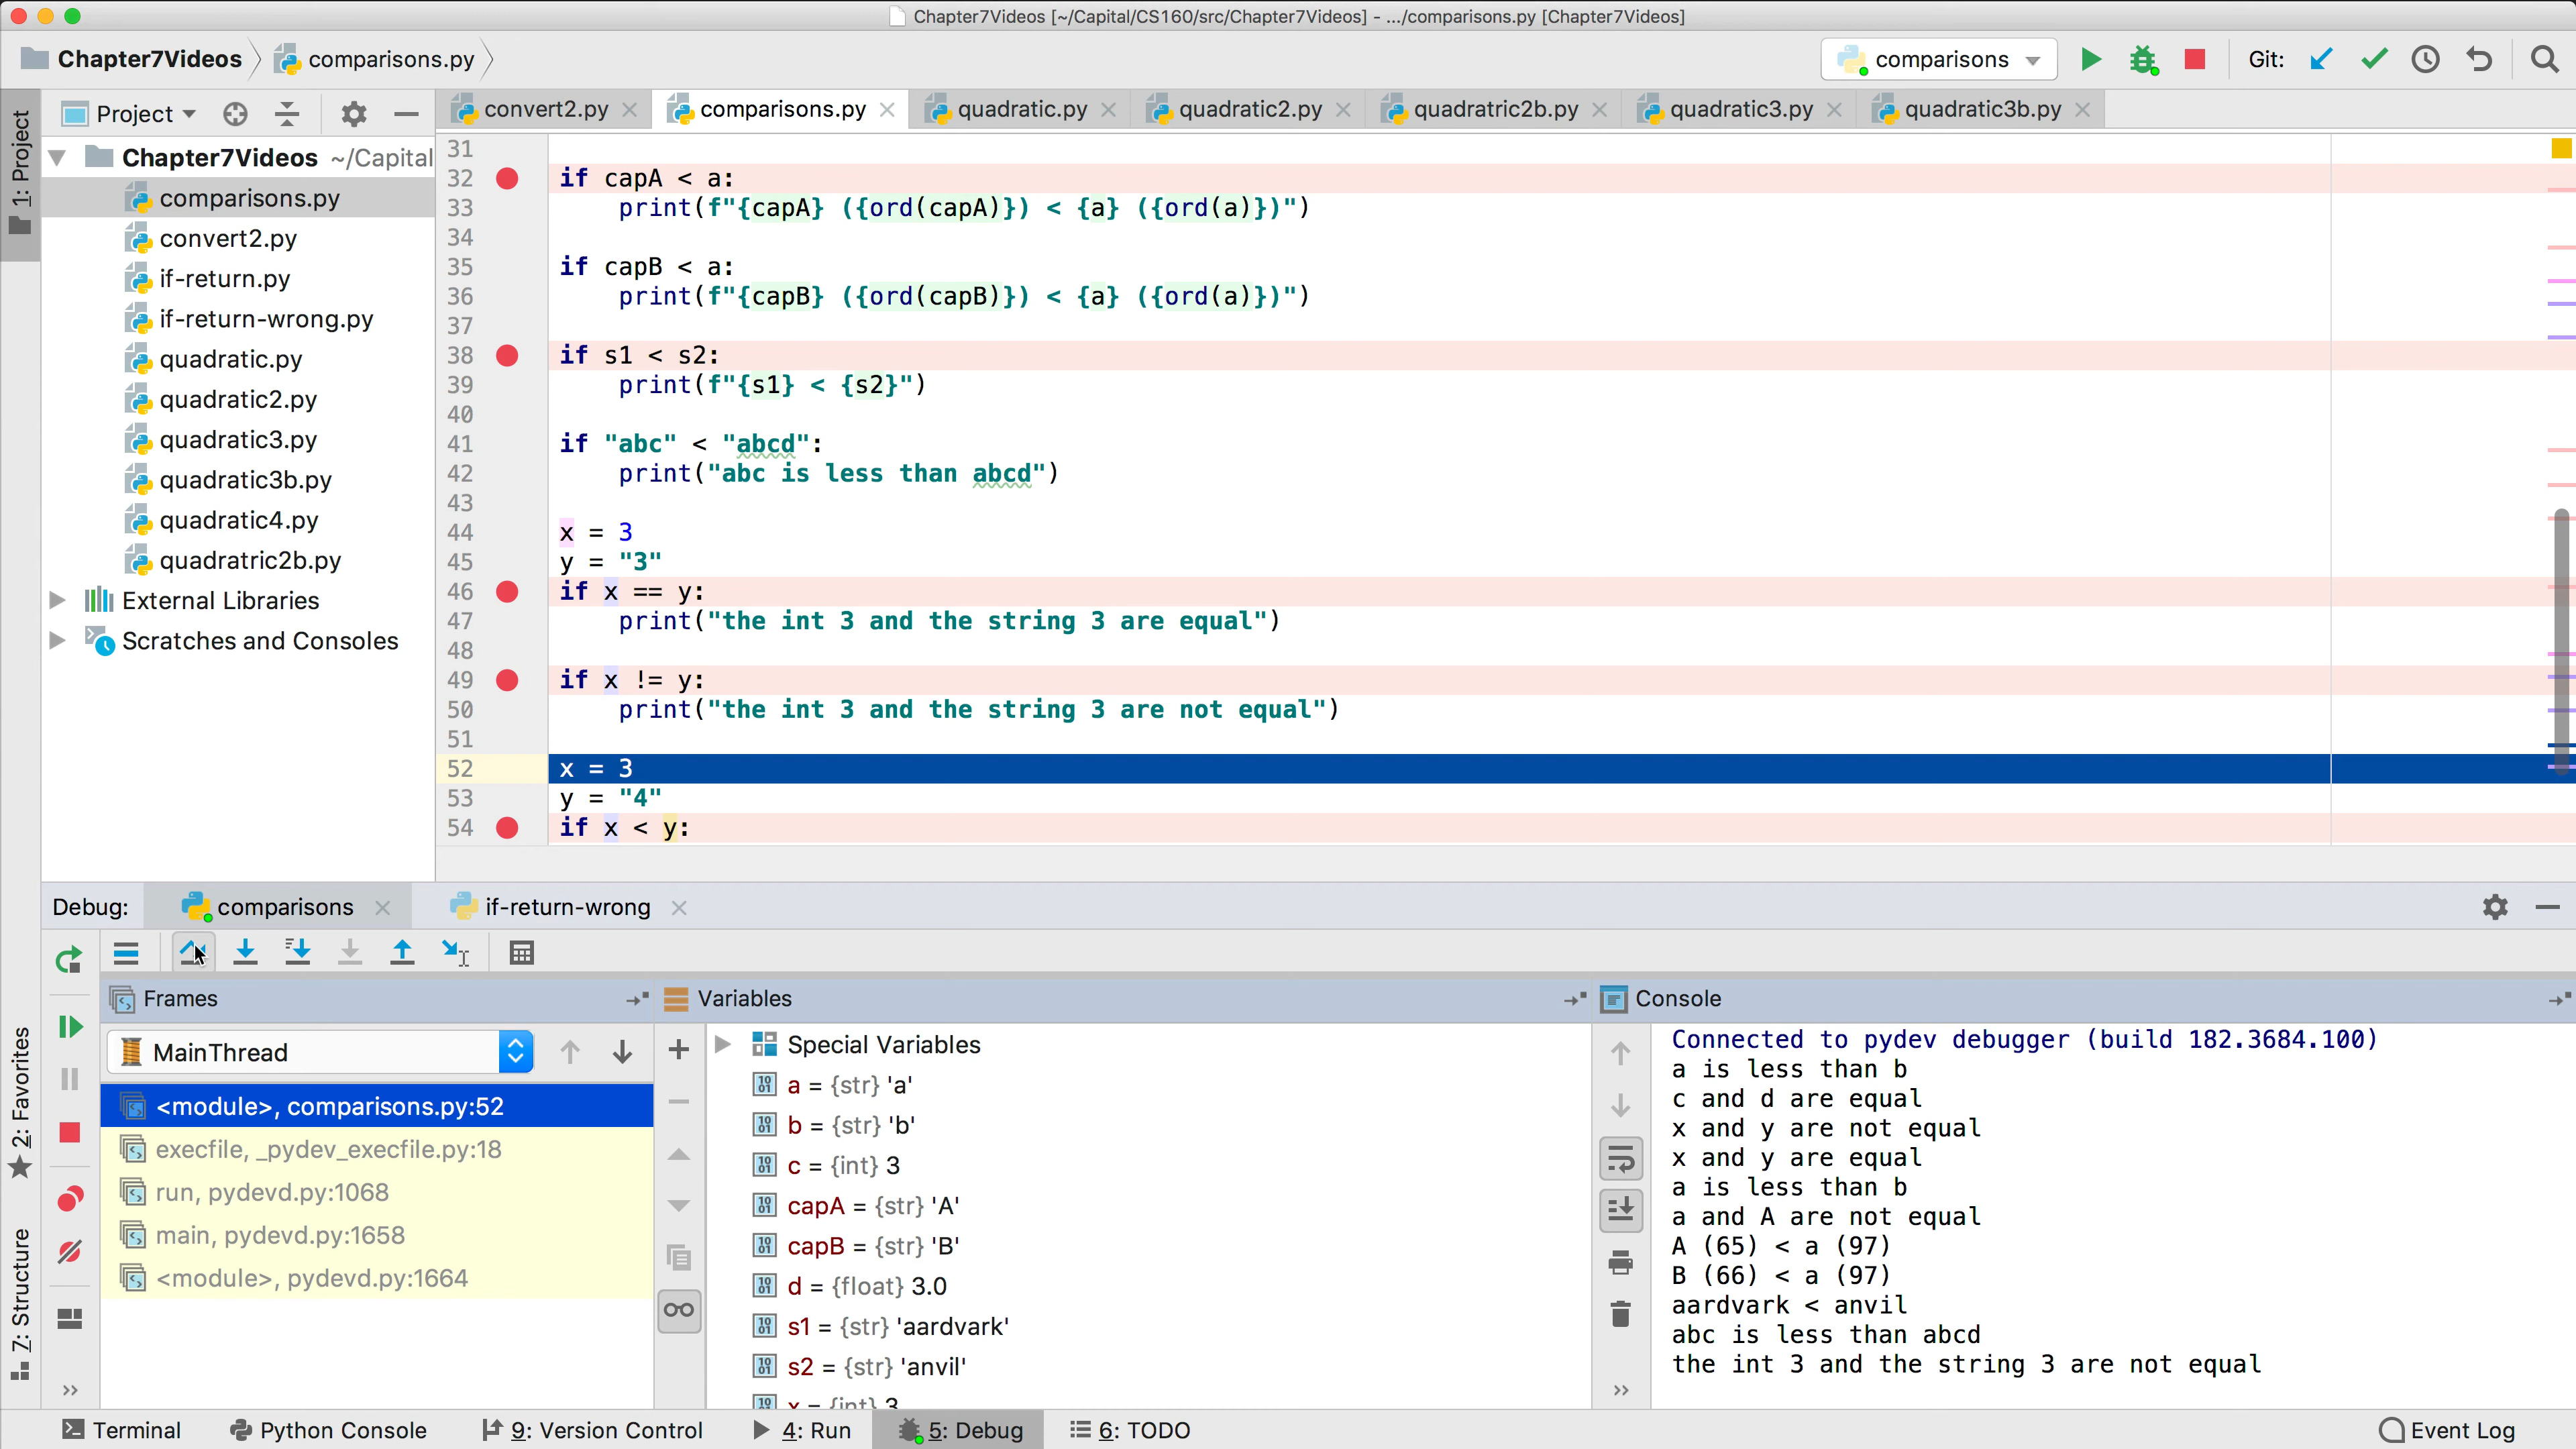 Chapter7Videos [~/Capital/CS160/src/Chapter7Videos] - .../comparisons.py [Chapter7Videos]
Chapter7Videos comparisons.py
comparisons Git:
1: Project
Project
convert2.py comparisons.py quadratic.py quadratic2.py quadratric2b.py quadratic3.py quadratic3b.py
Chapter7Videos ~/Capital
comparisons.py
convert2.py
if-return.py
if-return-wrong.py
quadratic.py
quadratic2.py
quadratic3.py
quadratic3b.py
quadratic4.py
quadratric2b.py
External Libraries
Scratches and Consoles
31
32 if capA < a:
33 print(f"{capA} ({ord(capA)}) < {a} ({ord(a)})")
34
35 if capB < a:
36 print(f"{capB} ({ord(capB)}) < {a} ({ord(a)})")
37
38 if s1 < s2:
39 print(f"{s1} < {s2}")
40
41 if "abc" < "abcd":
42 print("abc is less than abcd")
43
44 x = 3
45 y = "3"
46 if x == y:
47 print("the int 3 and the string 3 are equal")
48
49 if x != y:
50 print("the int 3 and the string 3 are not equal")
51
52 x = 3
53 y = "4"
54 if x < y:
Debug: comparisons if-return-wrong
2: Favorites
7: Structure
Frames
MainThread
<module>, comparisons.py:52
execfile, _pydev_execfile.py:18
run, pydevd.py:1068
main, pydevd.py:1658
<module>, pydevd.py:1664
Variables
Special Variables
a = {str} 'a'
b = {str} 'b'
c = {int} 3
capA = {str} 'A'
capB = {str} 'B'
d = {float} 3.0
s1 = {str} 'aardvark'
s2 = {str} 'anvil'
x = {int} 3
Console
Connected to pydev debugger (build 182.3684.100)
a is less than b
c and d are equal
x and y are not equal
x and y are equal
a is less than b
a and A are not equal
A (65) < a (97)
B (66) < a (97)
aardvark < anvil
abc is less than abcd
the int 3 and the string 3 are not equal
Terminal Python Console 9: Version Control 4: Run 5: Debug 6: TODO Event Log